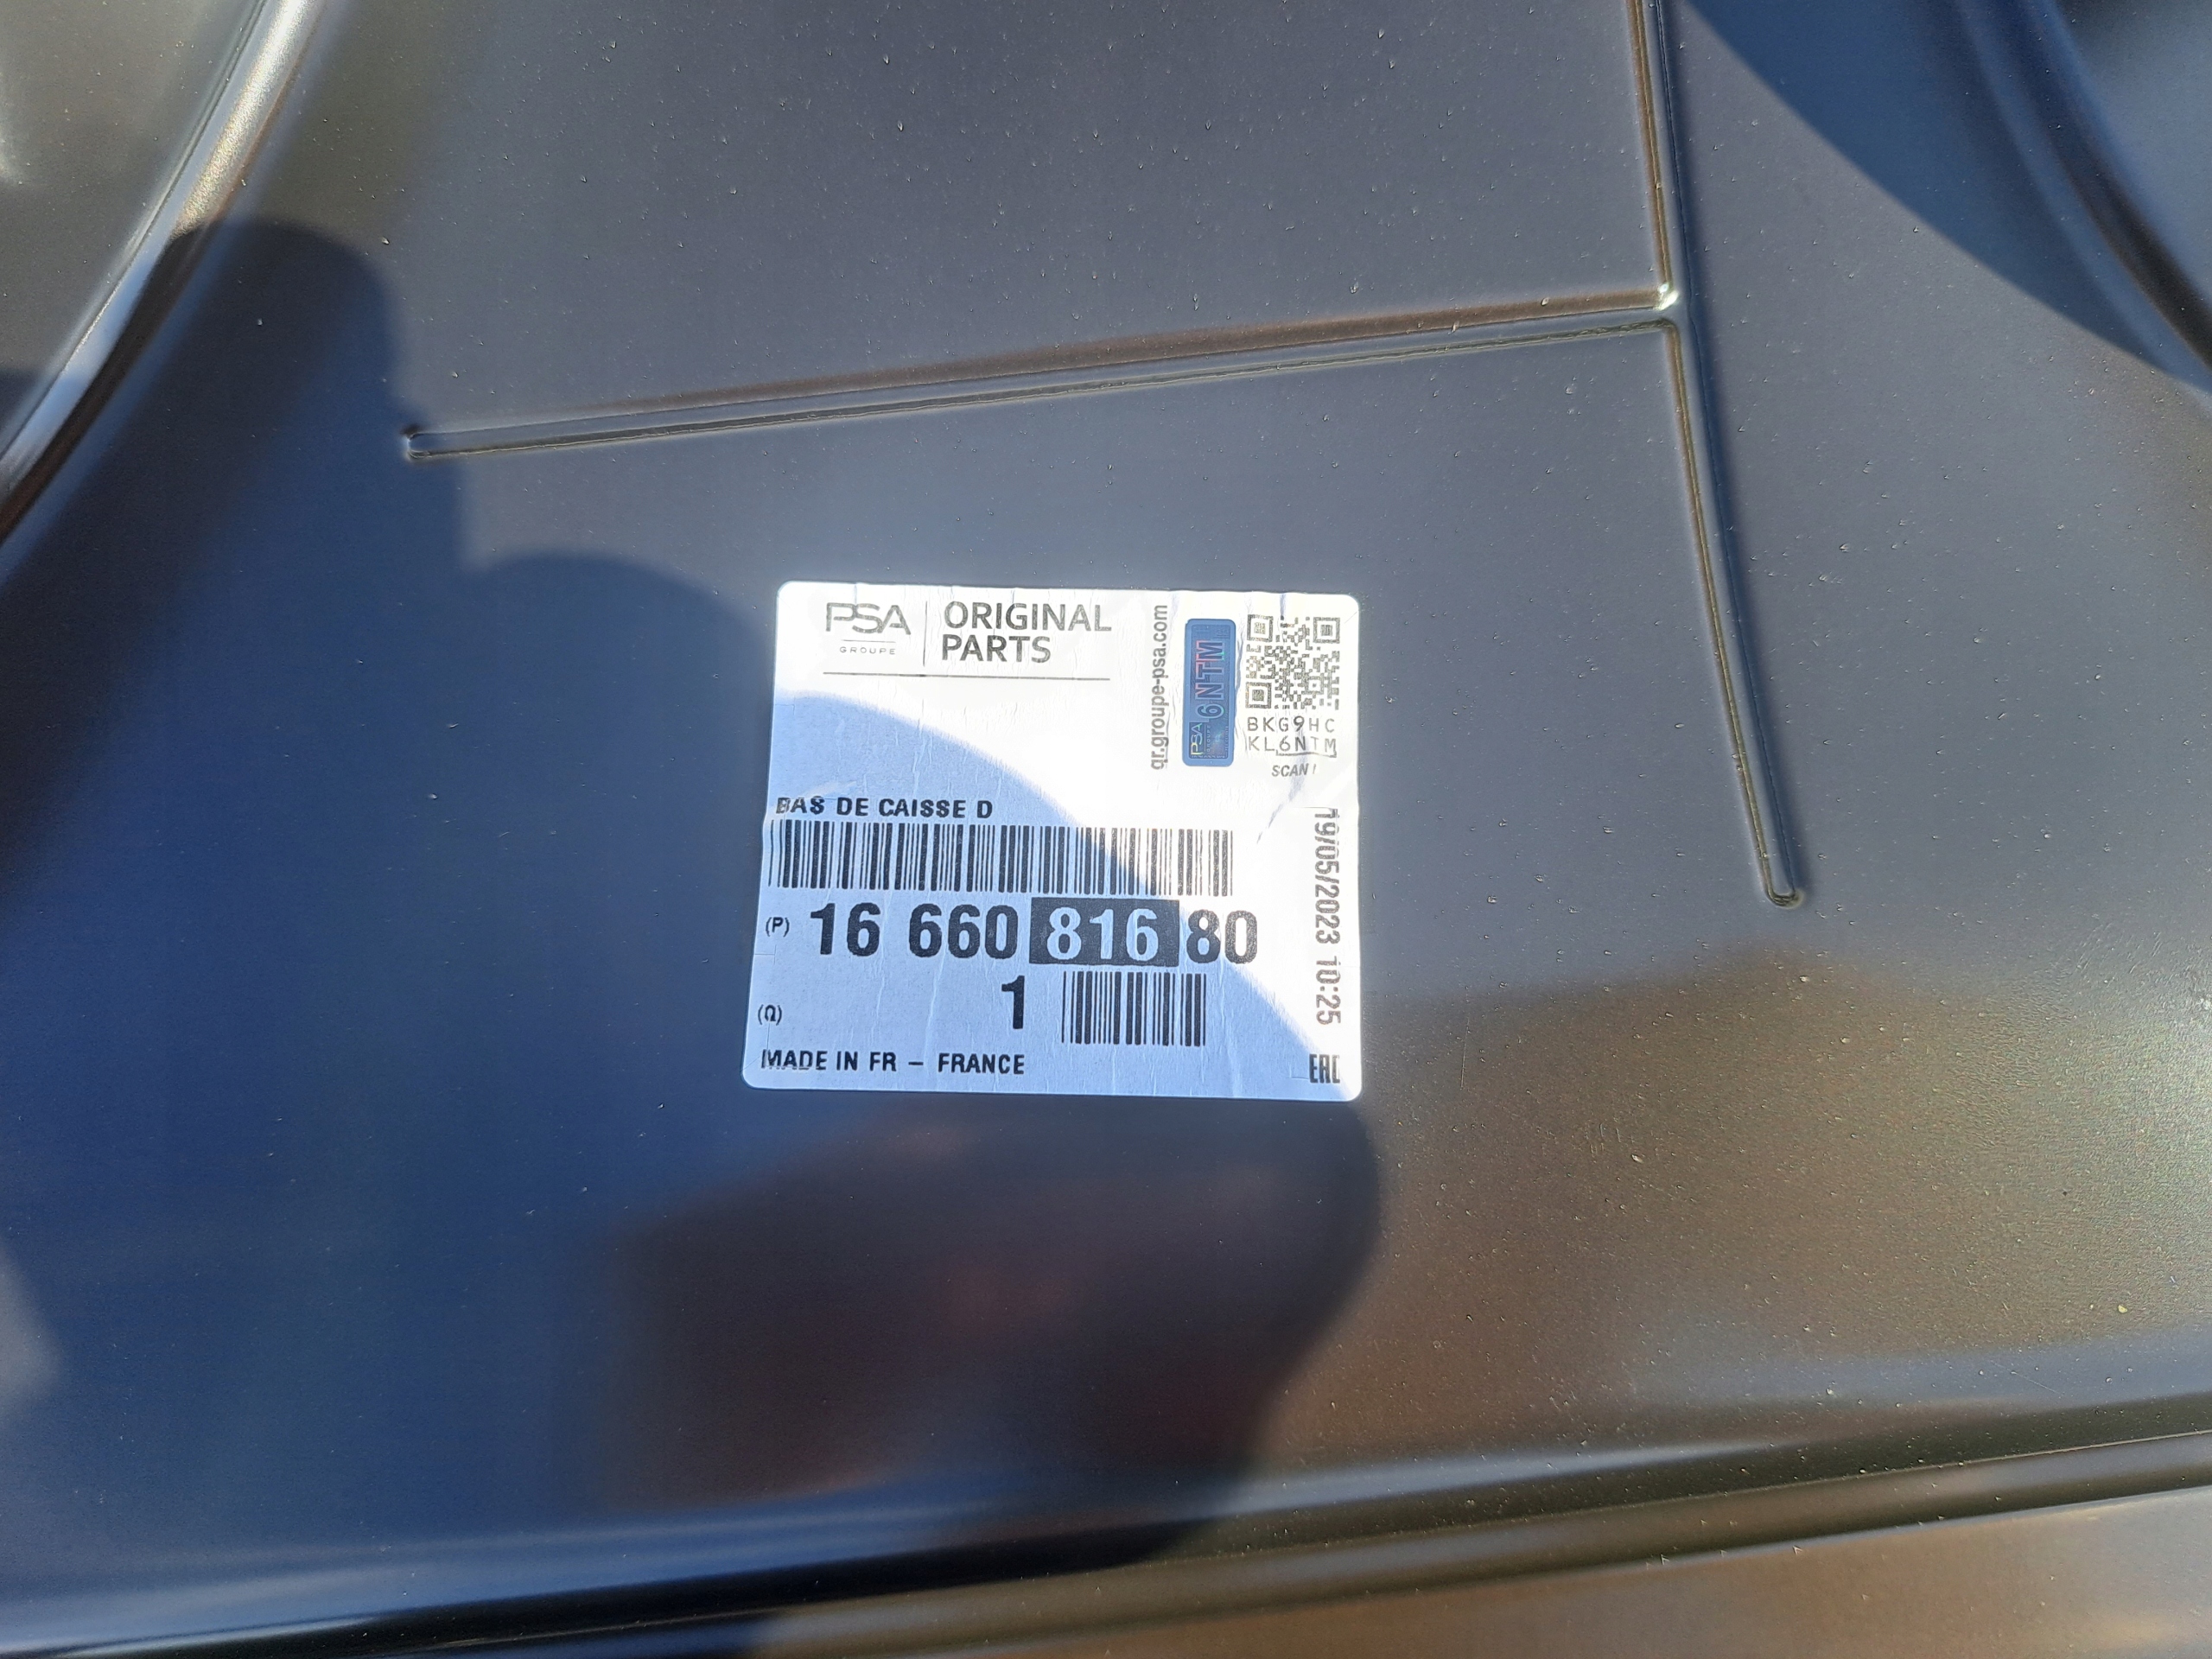 PSA
GROUPE
ORIGINAL
PARTS
qr.groupe-psa.com
PSA
6NTM
BKG9HC
KL6NTM
SCAN !
BAS DE CAISSE D
(P) 16 660 816 80
(Q) 1
19/05/2023 10:25
MADE IN FR – FRANCE
EAC